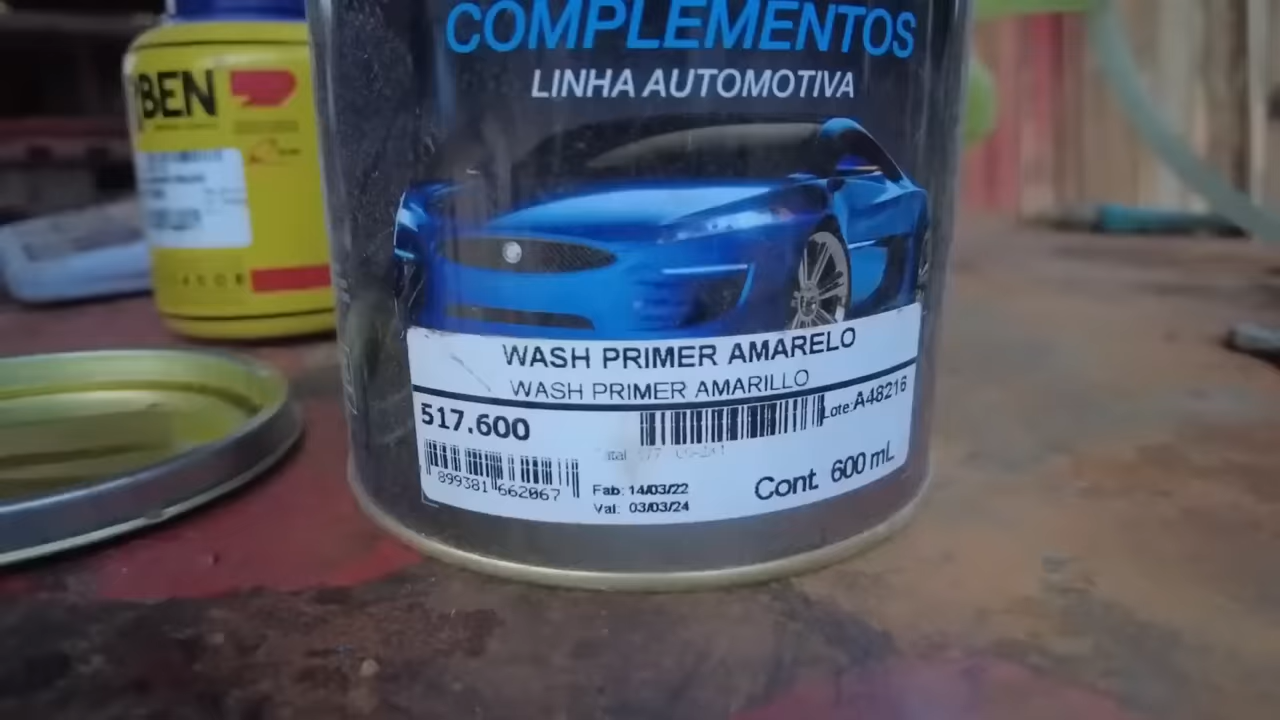 COMPLEMENTOS
LINHA AUTOMOTIVA
BEN
WASH PRIMER AMARELO
WASH PRIMER AMARILLO
517.600
Lote:A48216
899381 662067
Fab: 14/03/22
Val: 03/03/24
Cont. 600 mL